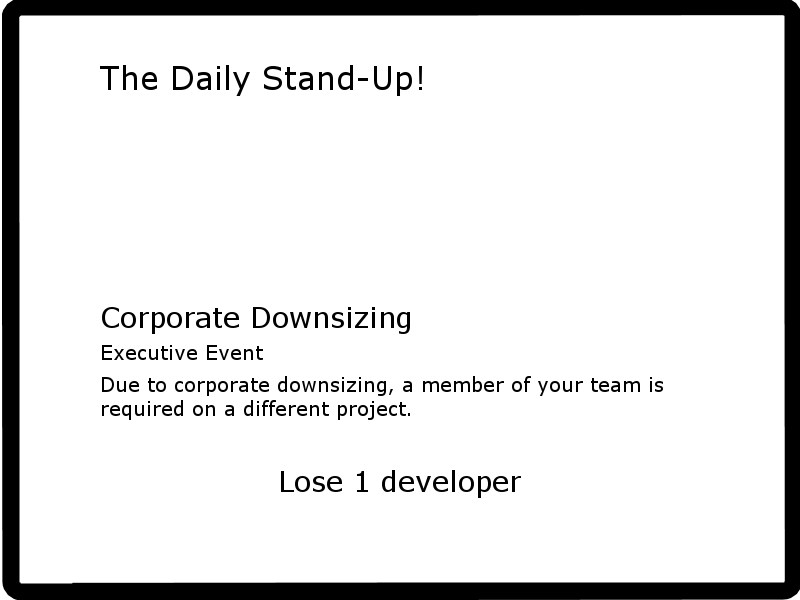 The Daily Stand-Up!
Corporate Downsizing
Executive Event
Due to corporate downsizing, a member of your team is
required on a different project.
Lose 1 developer